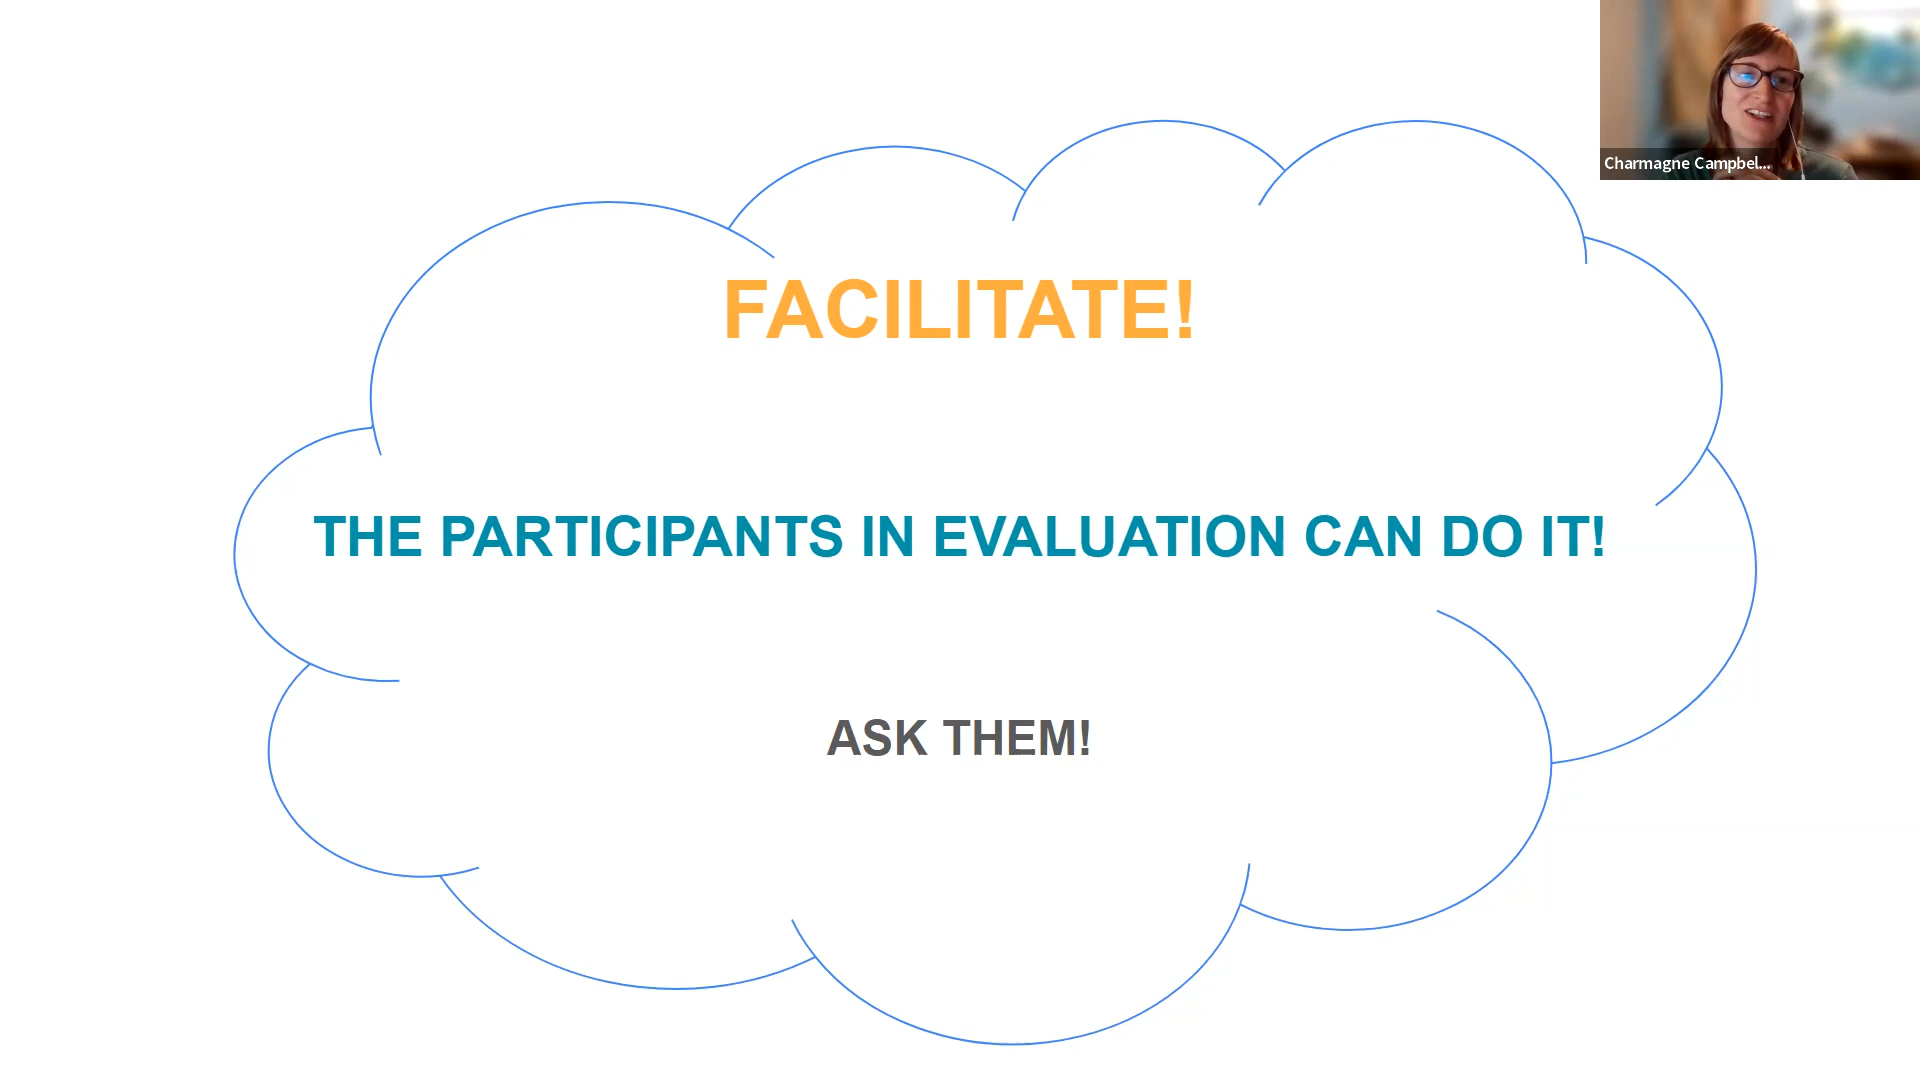 Charmagne Campbel...
FACILITATE!
THE PARTICIPANTS IN EVALUATION CAN DO IT!
ASK THEM!